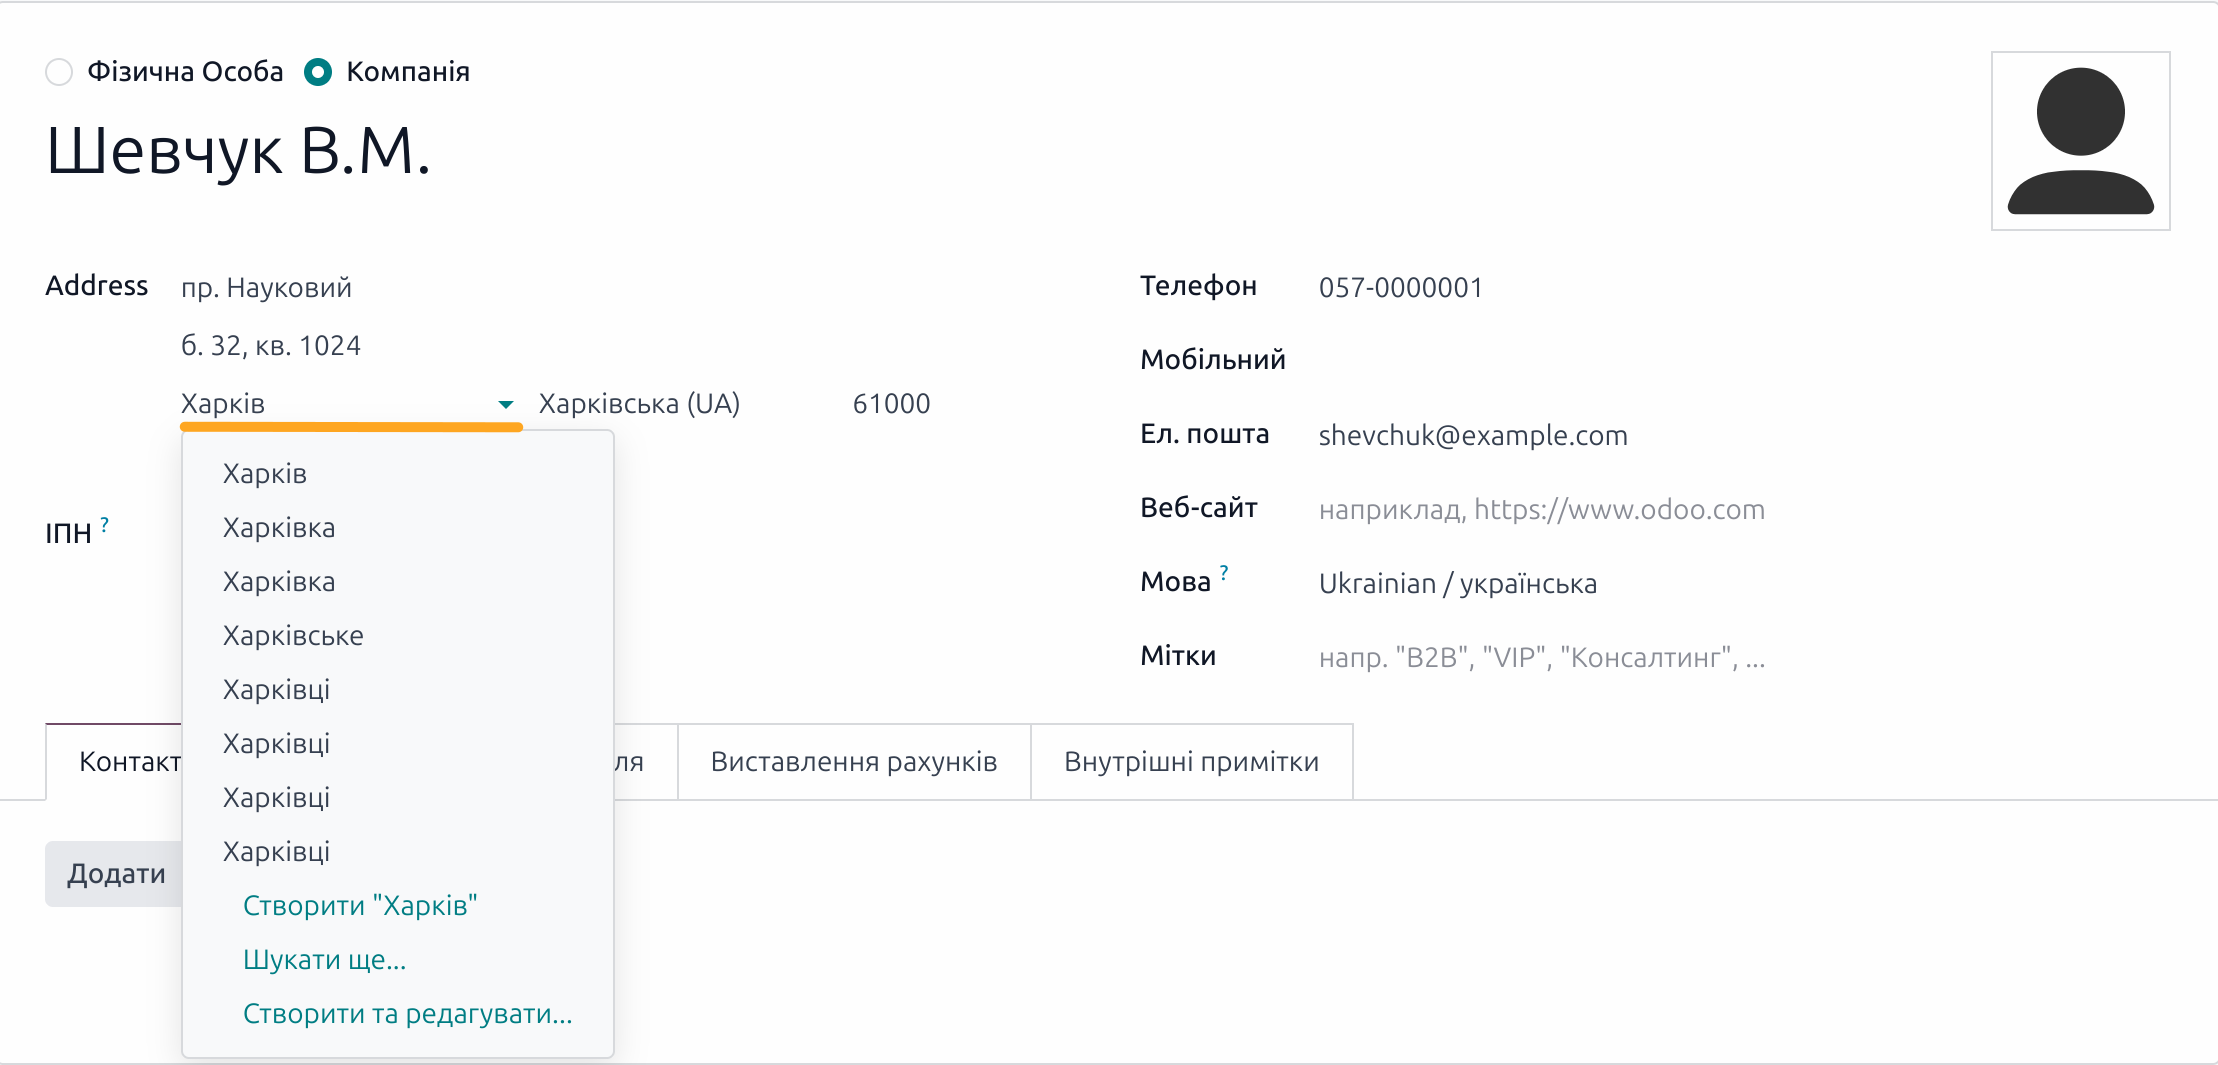 Фізична Особа Компанія
Шевчук В.М.
Address пр. Науковий
б. 32, кв. 1024
Харків Харківська (UA) 61000
Харків
Харківка
Харківка
Харківське
Харківці
Харківці
Харківці
Харківці
Створити "Харків"
Шукати ще...
Створити та редагувати...
ІПН ?
Телефон 057-0000001
Мобільний
Ел. пошта shevchuk@example.com
Веб-сайт наприклад, https://www.odoo.com
Мова ? Ukrainian / українська
Мітки напр. "B2B", "VIP", "Консалтинг", ...
Контакт ля Виставлення рахунків Внутрішні примітки
Додати